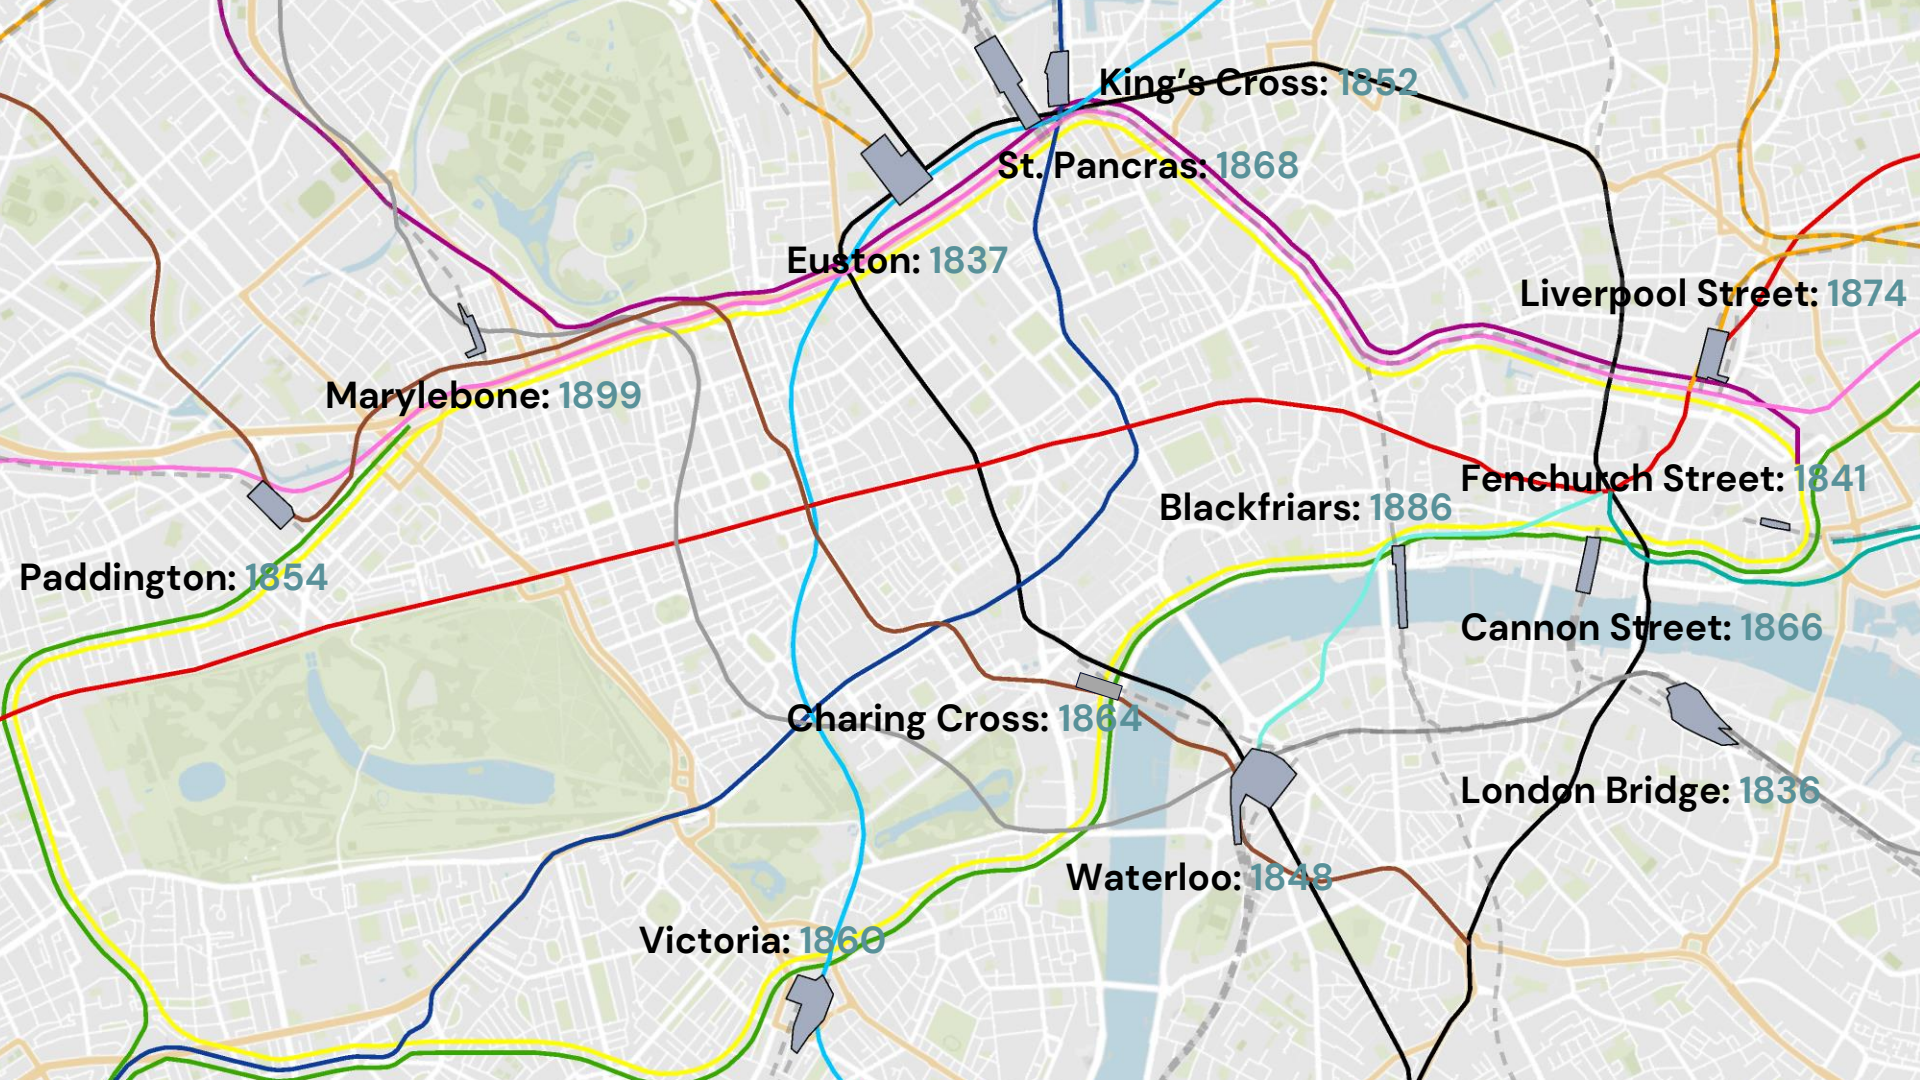 King's Cross: 1852
St. Pancras: 1868
Euston: 1837
Liverpool Street: 1874
Marylebone: 1899
Fenchurch Street: 1841
Blackfriars: 1886
Paddington: 1854
Cannon Street: 1866
Charing Cross: 1864
London Bridge: 1836
Waterloo: 1848
Victoria: 1860